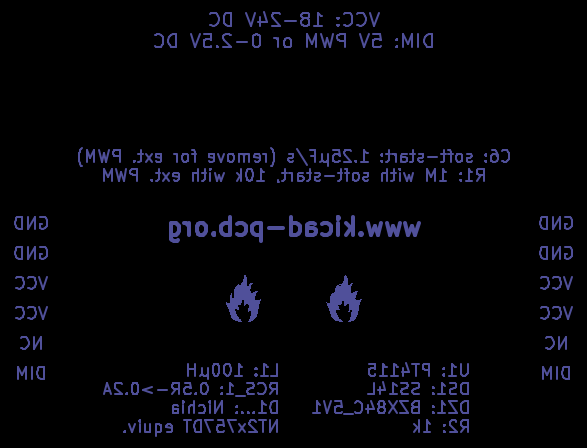 VCC: 18-24V DC
DIM: 5V PWM or 0-2.5V DC
C6: soft-start: 1.25µF/s (remove for ext. PWM)
R1: 1M with soft-start, 10k with ext. PWM
www.kicad-pcb.org
GND
GND
VCC
VCC
NC
DIM
GND
GND
VCC
VCC
NC
DIM
U1: PT4115
DS1: SS14L
DZ1: BZX84C_5V1
R2: 1k
L1: 100µH
RCS_1: 0.5R->0.2A
D1...: Nichia
NT2x757DT equiv.